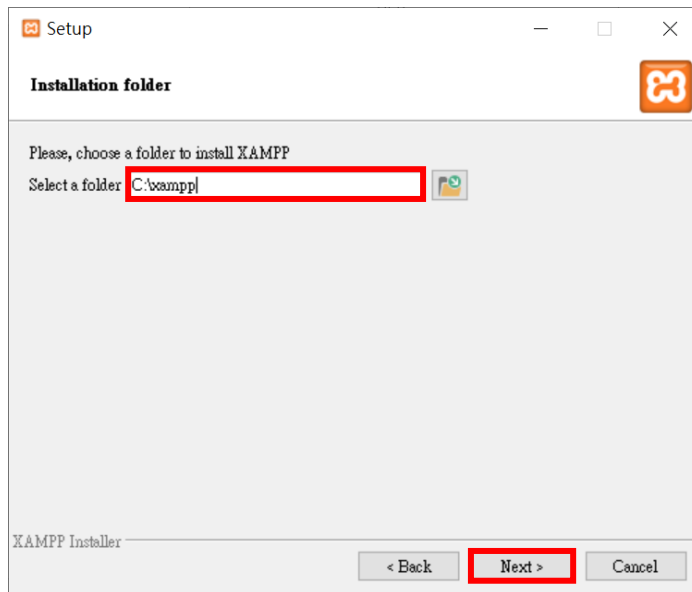 Setup
Installation folder
Please, choose a folder to install XAMPP
Select a folder C:\xampp
XAMPP Installer
< Back Next > Cancel